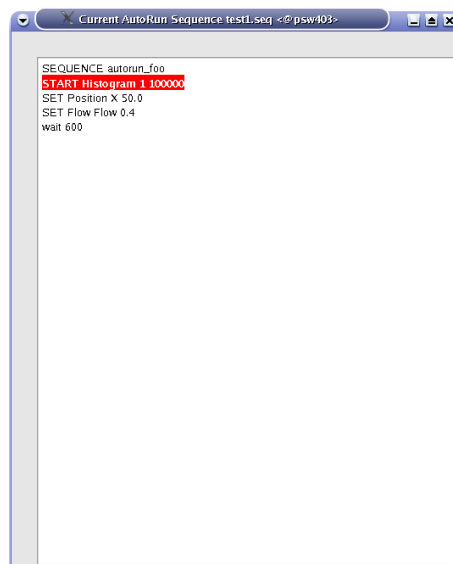 Current AutoRun Sequence test1.seq <@psw403>
SEQUENCE autorun_foo
START Histogram 1 100000
SET Position X 50.0
SET Flow Flow 0.4
wait 600